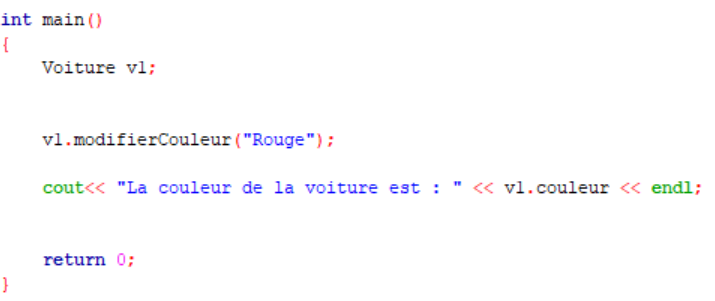 int main()
{
Voiture v1;
v1.modifierCouleur("Rouge");
cout<< "La couleur de la voiture est : " << v1.couleur << endl;
return 0;
}